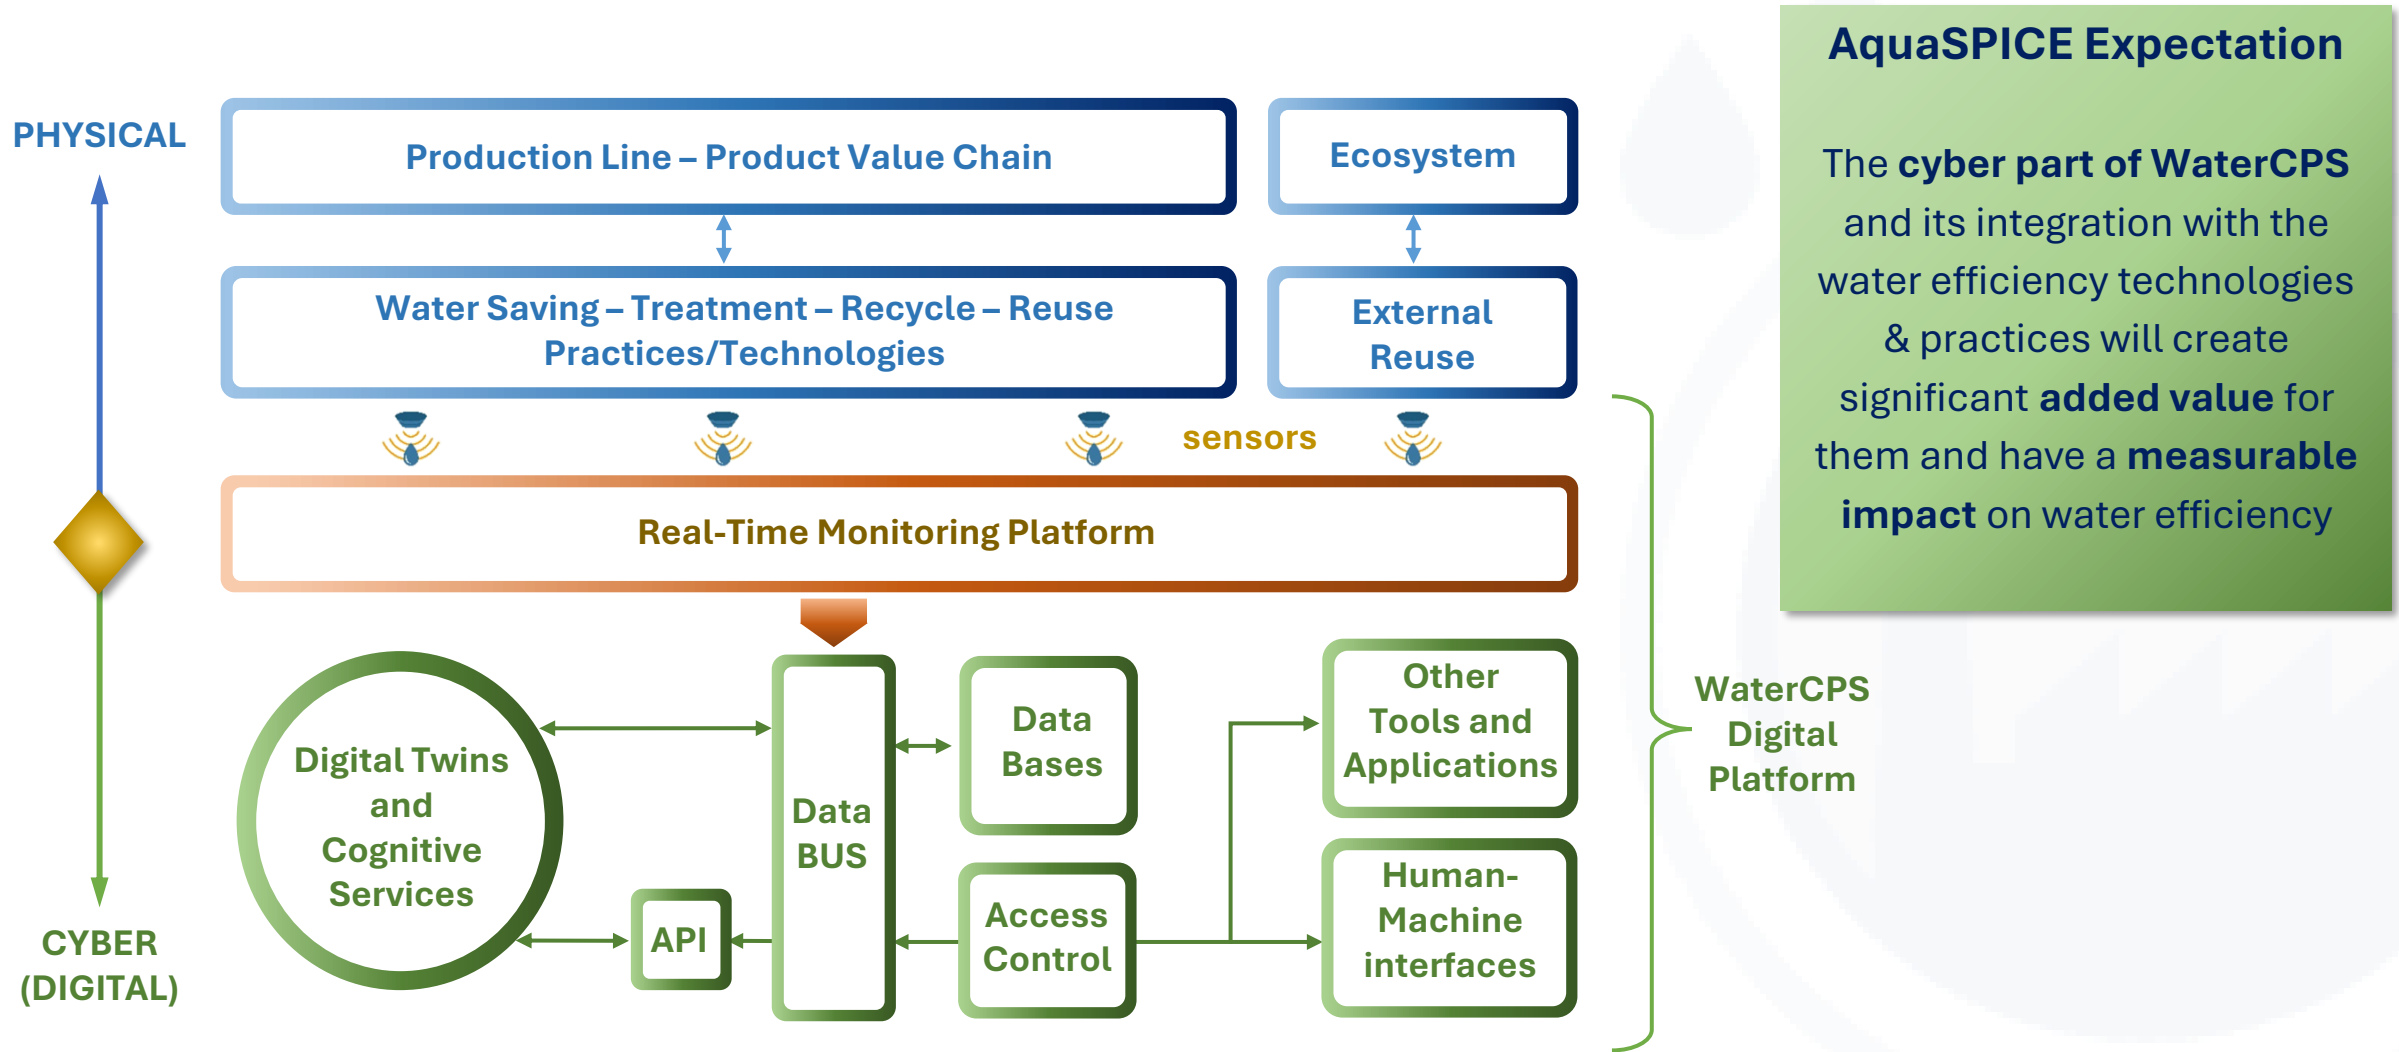 PHYSICAL
Production Line – Product Value Chain
Ecosystem
Water Saving – Treatment – Recycle – Reuse
Practices/Technologies
External
Reuse
sensors
Real-Time Monitoring Platform
Digital Twins
and
Cognitive
Services
API
Data
BUS
Data
Bases
Access
Control
Other
Tools and
Applications
Human-
Machine
interfaces
CYBER
(DIGITAL)
WaterCPS
Digital
Platform
AquaSPICE Expectation
The cyber part of WaterCPS
and its integration with the
water efficiency technologies
& practices will create
significant added value for
them and have a measurable
impact on water efficiency